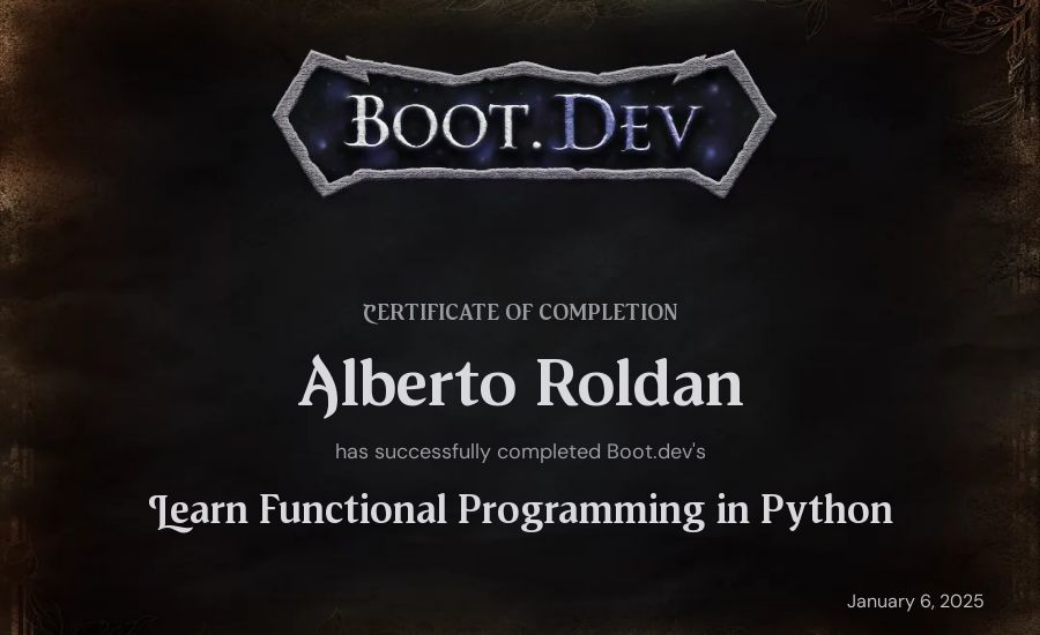 BOOT.DEV
CERTIFICATE OF COMPLETION
Alberto Roldan
has successfully completed Boot.dev's
Learn Functional Programming in Python
January 6, 2025